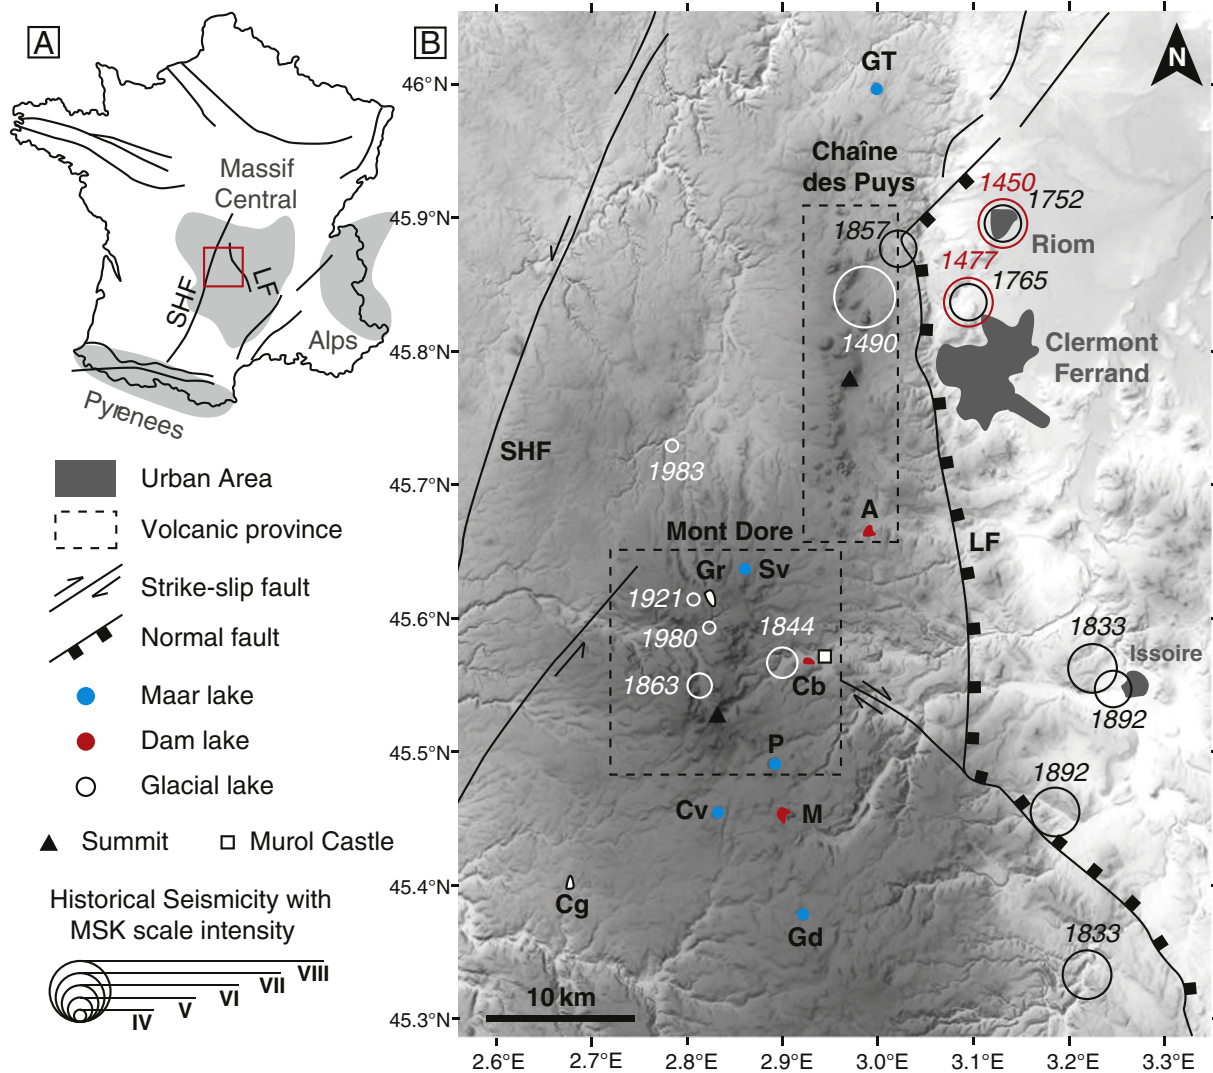 A
Massif
Central
SHF
LF
Alps
Pyrenees
Urban Area
Volcanic province
Strike-slip fault
Normal fault
Maar lake
Dam lake
Glacial lake
Summit
Murol Castle
Historical Seismicity with
MSK scale intensity
VIII
VII
VI
V
IV
B
N
GT
Chaîne
des Puys
1450
1752
Riom
1857
1477
1765
1490
Clermont
Ferrand
SHF
1983
A
Mont Dore
LF
Gr
Sv
1921
1980
1844
1863
Cb
1833
Issoire
1892
P
1892
Cv
M
Cg
Gd
1833
10 km
46°N
45.9°N
45.8°N
45.7°N
45.6°N
45.5°N
45.4°N
45.3°N
2.6°E
2.7°E
2.8°E
2.9°E
3.0°E
3.1°E
3.2°E
3.3°E